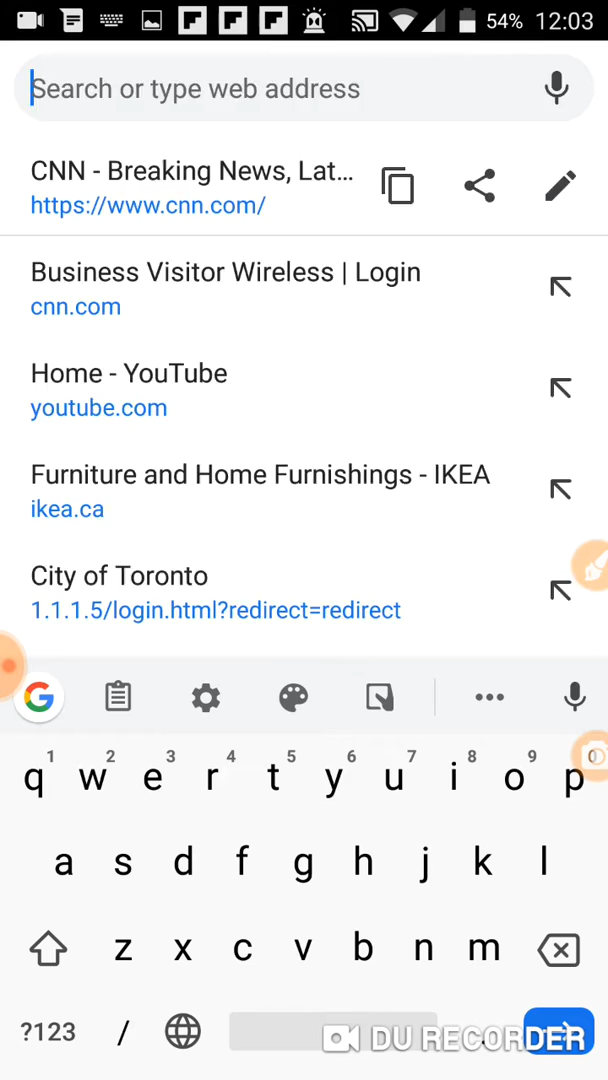 54% 12:03
Search or type web address
CNN - Breaking News, Lat...
https://www.cnn.com/
Business Visitor Wireless | Login
cnn.com
Home - YouTube
youtube.com
Furniture and Home Furnishings - IKEA
ikea.ca
City of Toronto
1.1.1.5/login.html?redirect=redirect
G
1 2 3 4 5 6 7 8 9 0
q w e r t y u i o p
a s d f g h j k l
z x c v b n m
?123 / .
DU RECORDER